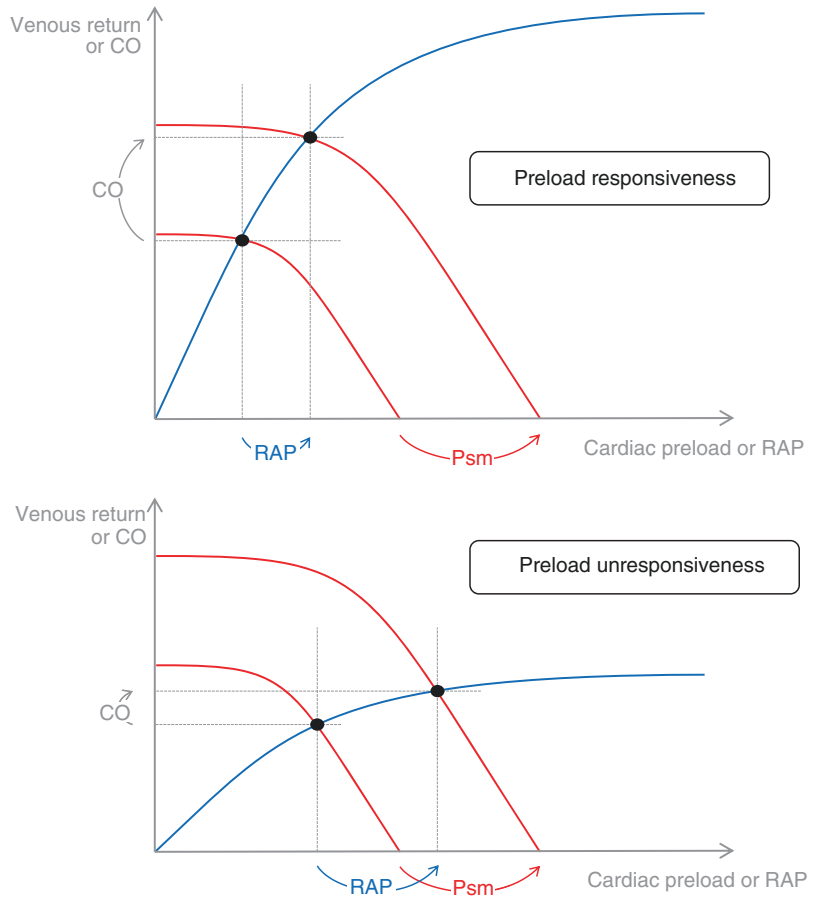 Venous return
or CO
Preload responsiveness
CO
RAP
Psm
Cardiac preload or RAP
Venous return
or CO
Preload unresponsiveness
CO
RAP
Psm
Cardiac preload or RAP